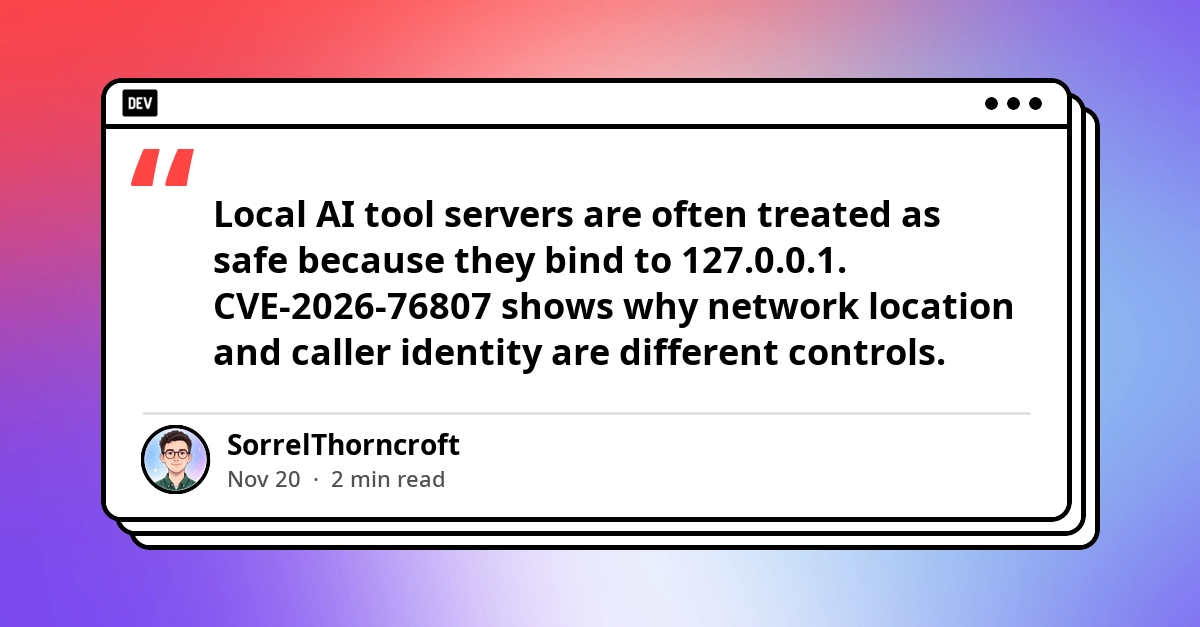 DEV
Local AI tool servers are often treated as
safe because they bind to 127.0.0.1.
CVE-2026-76807 shows why network location
and caller identity are different controls.
SorrelThorncroft
Nov 20 · 2 min read